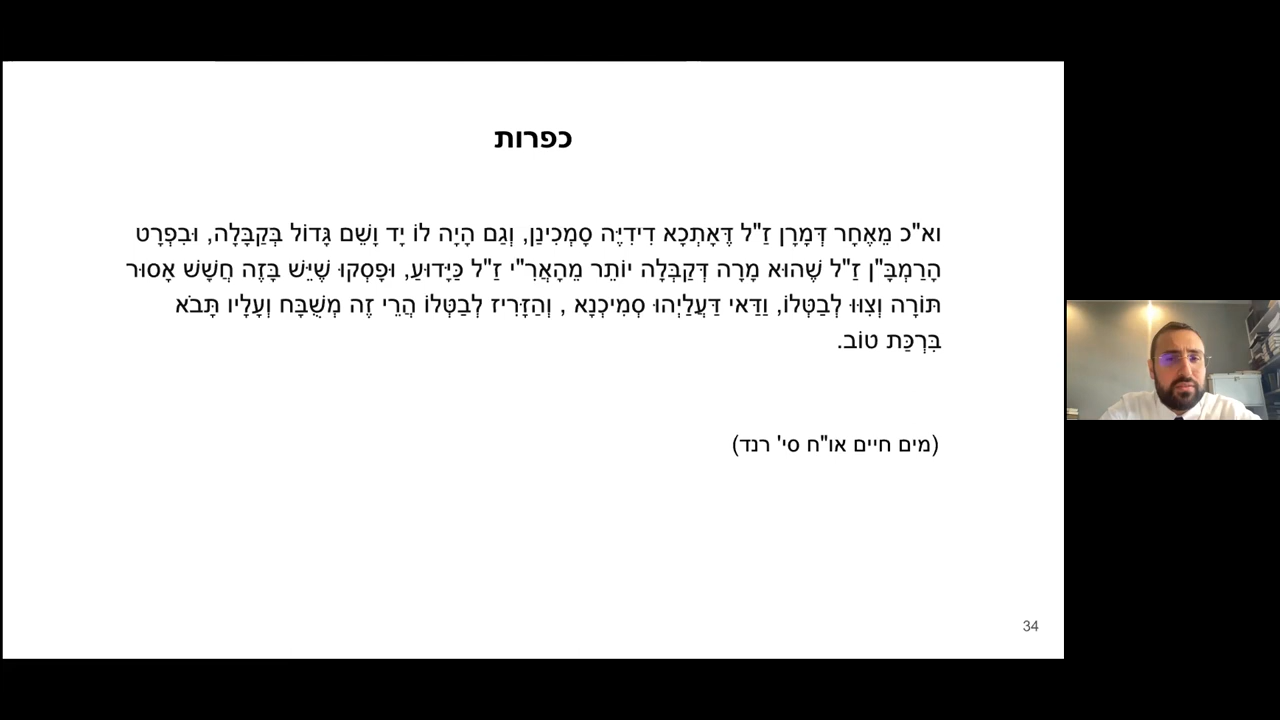 כפרות
וא"כ מֵאֶחָר דְּמָרָן זַ"ל דְּאָתְכָא דִידִיֶּה סָמְכִינַן, וְגַם הָיָה לוֹ יָד וָשֵׁם גָּדוֹל בְּקַבָּלָה, וּבִפְרָט
הָרַמְבָּ"ן זַ"ל שֶׁהוּא מָרָה דְּקַבְּלָה יוֹתֵר מֵהָאֲרִ"י זַ"ל כַּיָּדוּעַ, וּפָסְקוּ שֶׁיֵּשׁ בָּזֶה חֲשָׁשׁ אָסוּר
תּוֹרָה וְצִוּוּ לְבַטְּלוֹ, וַדַּאי דַּעֲלַיְהוּ סְמִיכְנָא , וְהַזָּרִיז לְבַטְּלוֹ הֲרֵי זֶה מְשֻׁבָּח וְעָלָיו תָּבֹא
בִּרְכַּת טוֹב.
(מים חיים או"ח סי' רנד)
34